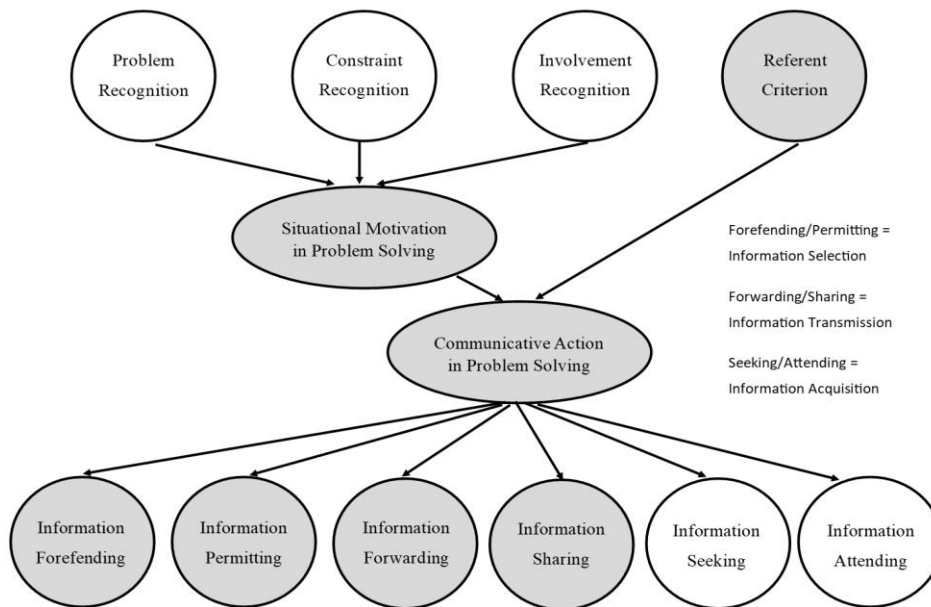 Problem
Recognition
Constraint
Recognition
Involvement
Recognition
Referent
Criterion
Situational Motivation
in Problem Solving
Forefending/Permitting =
Information Selection
Forwarding/Sharing =
Information Transmission
Communicative Action
in Problem Solving
Seeking/Attending =
Information Acquisition
Information
Forefending
Information
Permitting
Information
Forwarding
Information
Sharing
Information
Seeking
Information
Attending